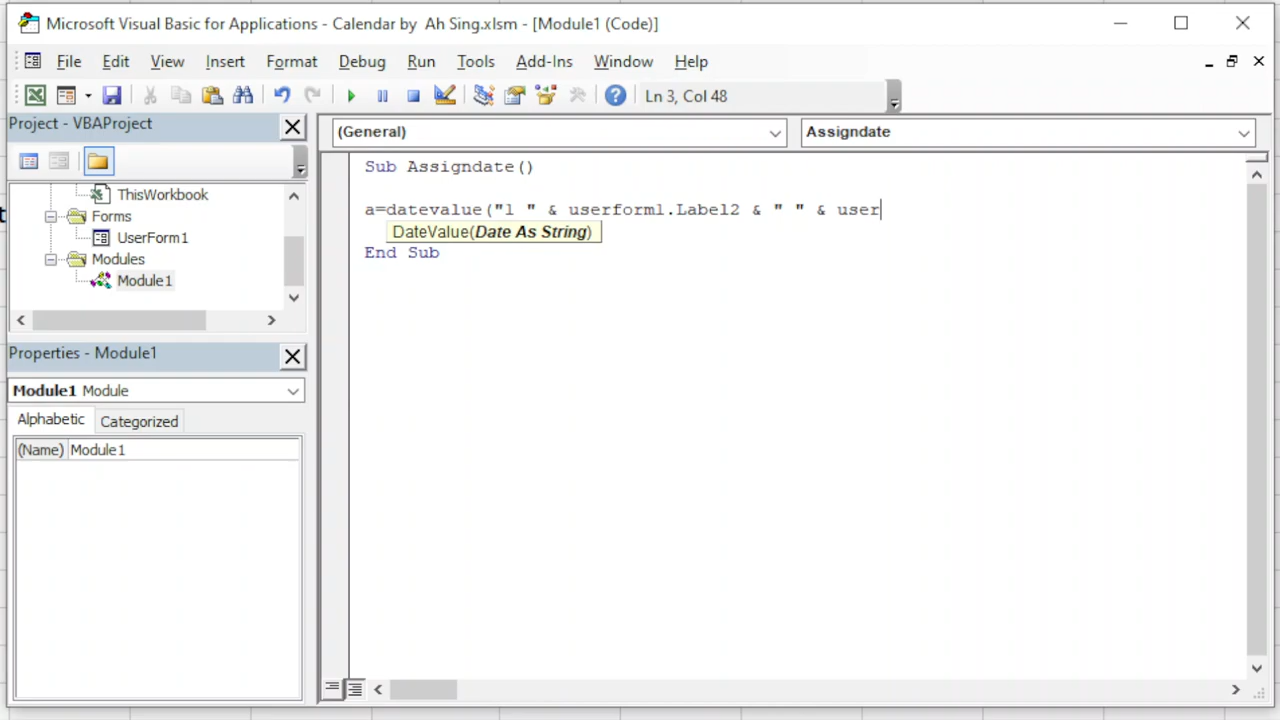 Microsoft Visual Basic for Applications - Calendar by  Ah Sing.xlsm - [Module1 (Code)]
File Edit View Insert Format Debug Run Tools Add-Ins Window Help
Ln 3, Col 48
Project - VBAProject
(General) Assigndate
ThisWorkbook
Forms
UserForm1
Modules
Module1
Sub Assigndate()
a=datevalue("1 " & userform1.Label2 & " " & user
DateValue(Date As String)
End Sub
Properties - Module1
Module1 Module
Alphabetic Categorized
(Name) Module1